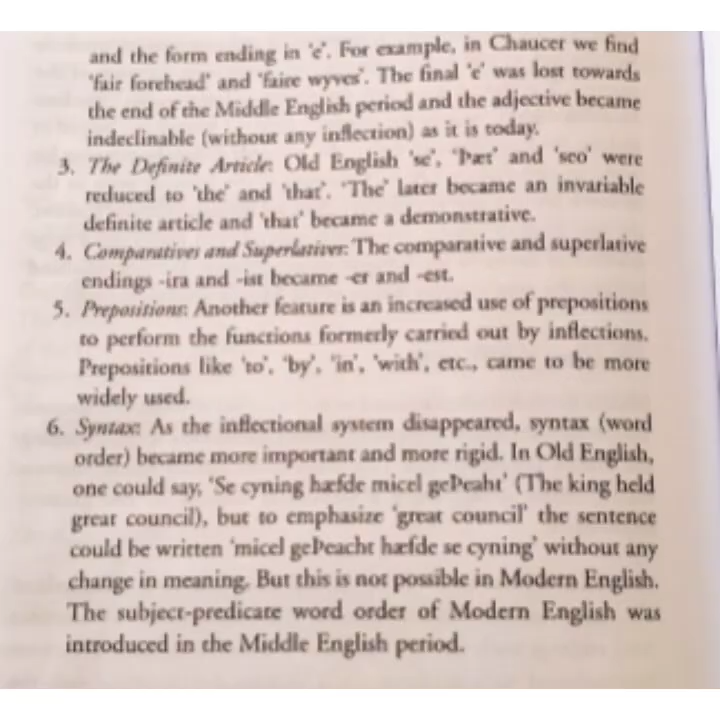 and the form ending in 'e'. For example, in Chaucer we find
'fair forehead' and 'faire wyves'. The final 'e' was lost towards
the end of the Middle English period and the adjective became
indeclinable (without any inflection) as it is today.
3. The Definite Article: Old English 'se', 'Þæt' and 'seo' were
reduced to 'the' and 'that'. 'The' later became an invariable
definite article and 'that' became a demonstrative.
4. Comparatives and Superlatives: The comparative and superlative
endings -ira and -ist became -er and -est.
5. Prepositions: Another feature is an increased use of prepositions
to perform the functions formerly carried out by inflections.
Prepositions like 'to', 'by', 'in', 'with', etc., came to be more
widely used.
6. Syntax: As the inflectional system disappeared, syntax (word
order) became more important and more rigid. In Old English,
one could say, 'Se cyning hæfde micel geÞeaht' (The king held
great council), but to emphasize 'great council' the sentence
could be written 'micel geÞeacht hæfde se cyning' without any
change in meaning. But this is not possible in Modern English.
The subject-predicate word order of Modern English was
introduced in the Middle English period.